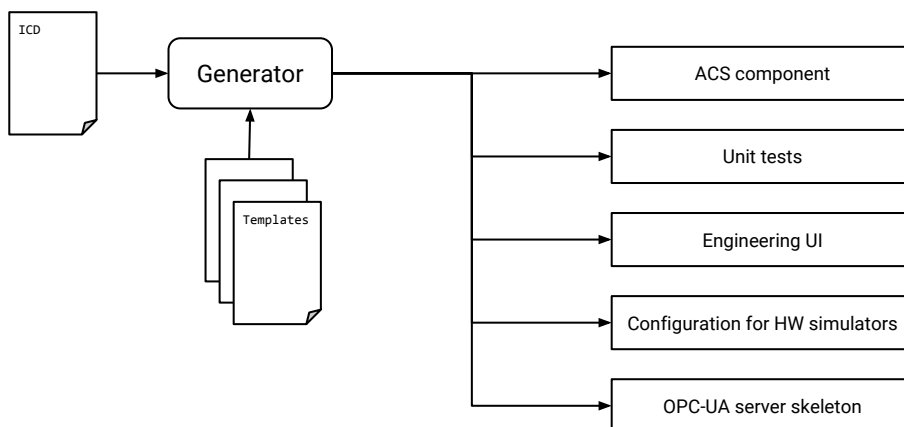 ICD
Generator
Templates
ACS component
Unit tests
Engineering UI
Configuration for HW simulators
OPC-UA server skeleton